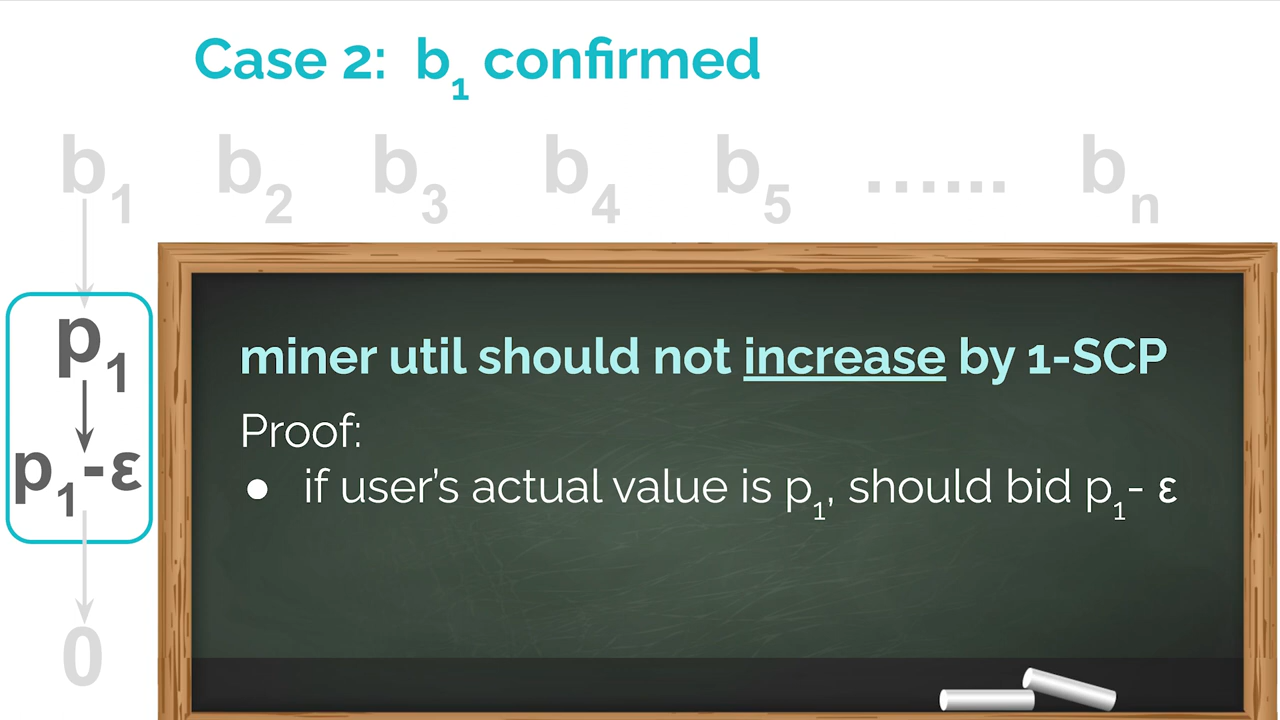 Case 2: b₁ confirmed
b₁ b₂ b₃ b₄ b₅ …... bₙ
p₁
p₁-ε
0
miner util should not increase by 1-SCP
Proof:
● if user’s actual value is p₁, should bid p₁- ε